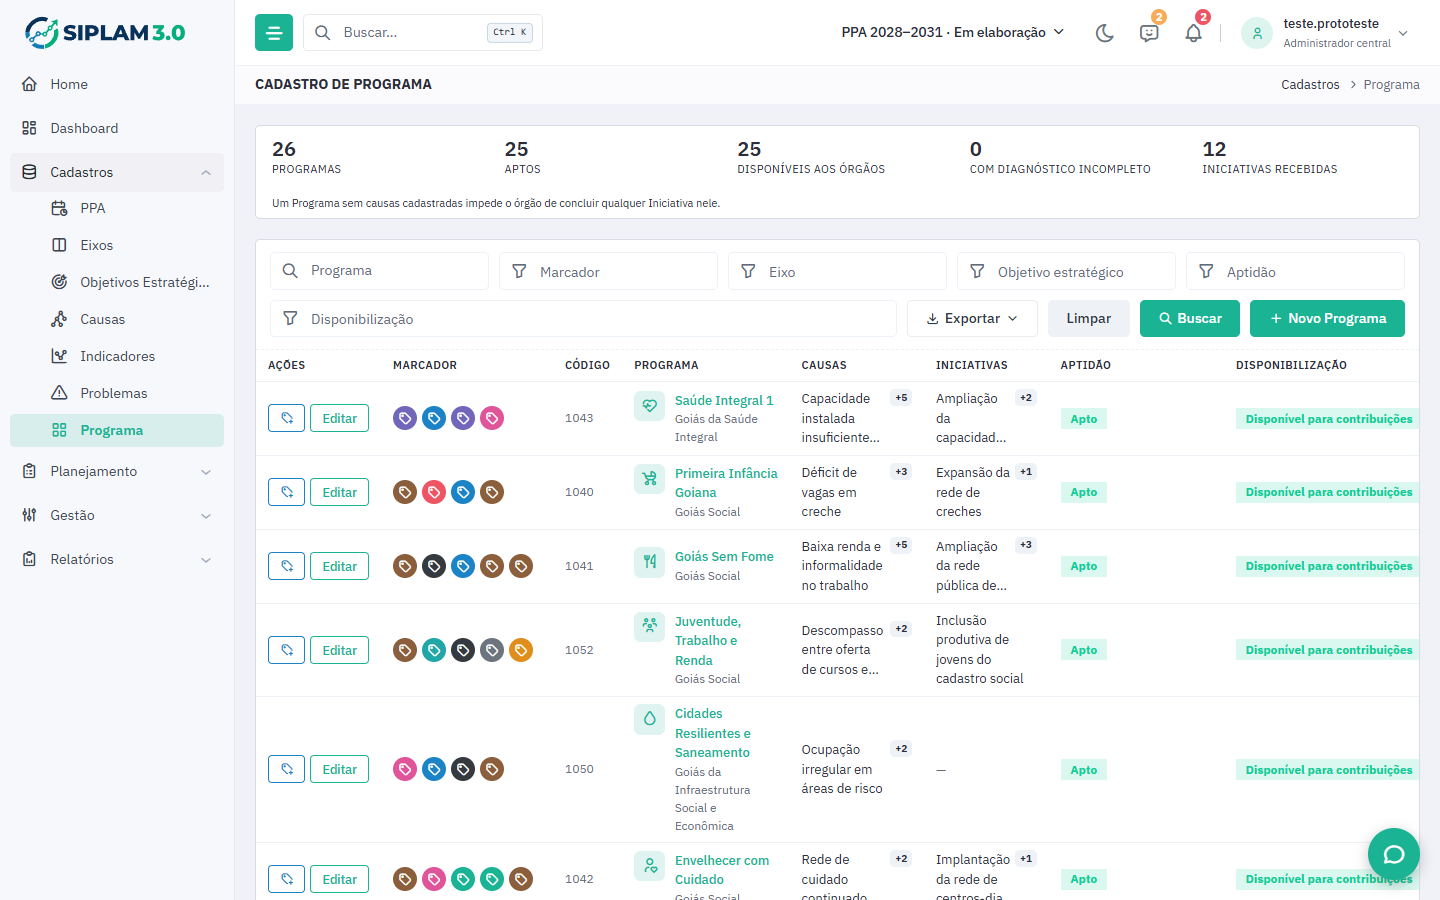 SIPLAM 3.0
Buscar...
Ctrl K
PPA 2028–2031 · Em elaboração
2
2
teste.prototeste
Administrador central
Home
Dashboard
Cadastros
PPA
Eixos
Objetivos Estratégi...
Causas
Indicadores
Problemas
Programa
Planejamento
Gestão
Relatórios
CADASTRO DE PROGRAMA
Cadastros > Programa
26
PROGRAMAS
25
APTOS
25
DISPONÍVEIS AOS ÓRGÃOS
0
COM DIAGNÓSTICO INCOMPLETO
12
INICIATIVAS RECEBIDAS
Um Programa sem causas cadastradas impede o órgão de concluir qualquer Iniciativa nele.
Programa
Marcador
Eixo
Objetivo estratégico
Aptidão
Disponibilização
Exportar
Limpar
Buscar
+ Novo Programa
AÇÕES MARCADOR CÓDIGO PROGRAMA CAUSAS INICIATIVAS APTIDÃO DISPONIBILIZAÇÃO
Editar
1043
Saúde Integral 1
Goiás da Saúde
Integral
Capacidade
instalada
insuficiente...
+5
Ampliação
da
capacidad...
+2
Apto
Disponível para contribuições
Editar
1040
Primeira Infância
Goiana
Goiás Social
Déficit de
vagas em
creche
+3
Expansão da
rede de
creches
+1
Apto
Disponível para contribuições
Editar
1041
Goiás Sem Fome
Goiás Social
Baixa renda e
informalidade
no trabalho
+5
Ampliação
da rede
pública de...
+3
Apto
Disponível para contribuições
Editar
1052
Juventude,
Trabalho e
Renda
Goiás Social
Descompasso
entre oferta
de cursos e...
+2
Inclusão
produtiva de
jovens do
cadastro social
Apto
Disponível para contribuições
Editar
1050
Cidades
Resilientes e
Saneamento
Goiás da
Infraestrutura
Social e
Econômica
Ocupação
irregular em
áreas de risco
+2
—
Apto
Disponível para contribuições
Editar
1042
Envelhecer com
Cuidado
Goiás Social
Rede de
cuidado
continuado
+2
Implantação
da rede de
centros-dia
+1
Apto
Disponível para contribuições